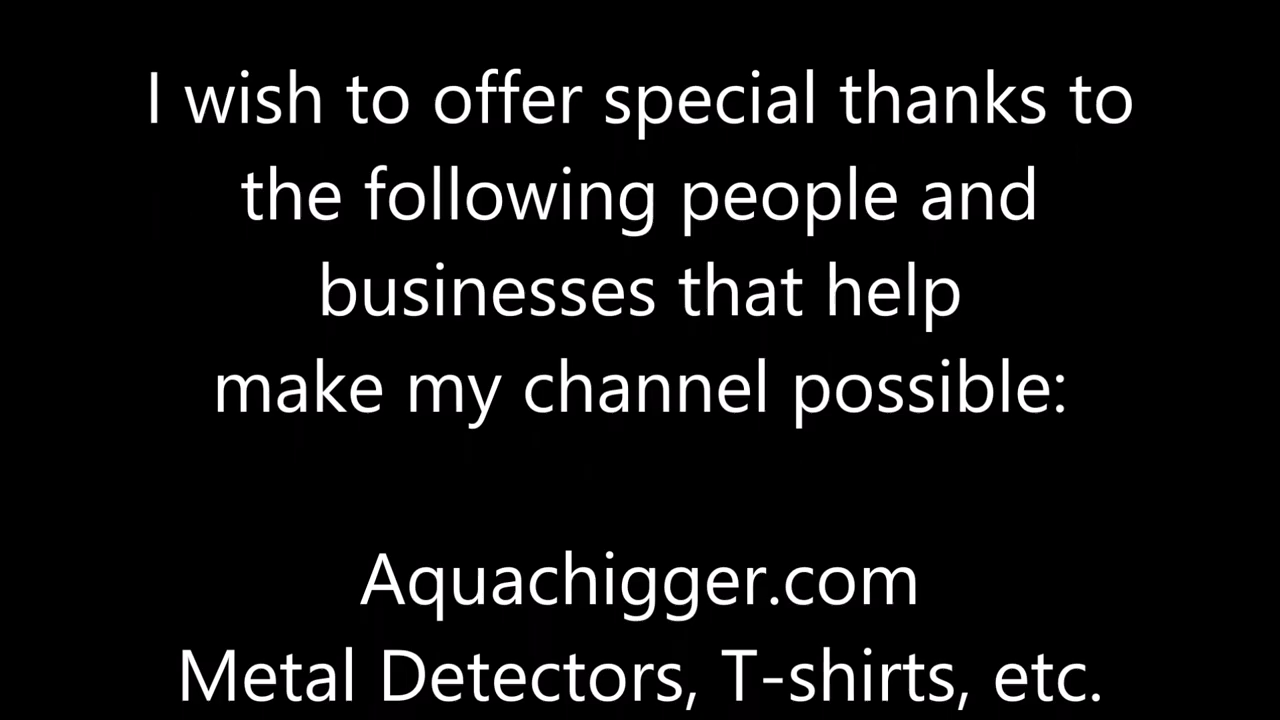 I wish to offer special thanks to
the following people and
businesses that help
make my channel possible:
Aquachigger.com
Metal Detectors, T-shirts, etc.